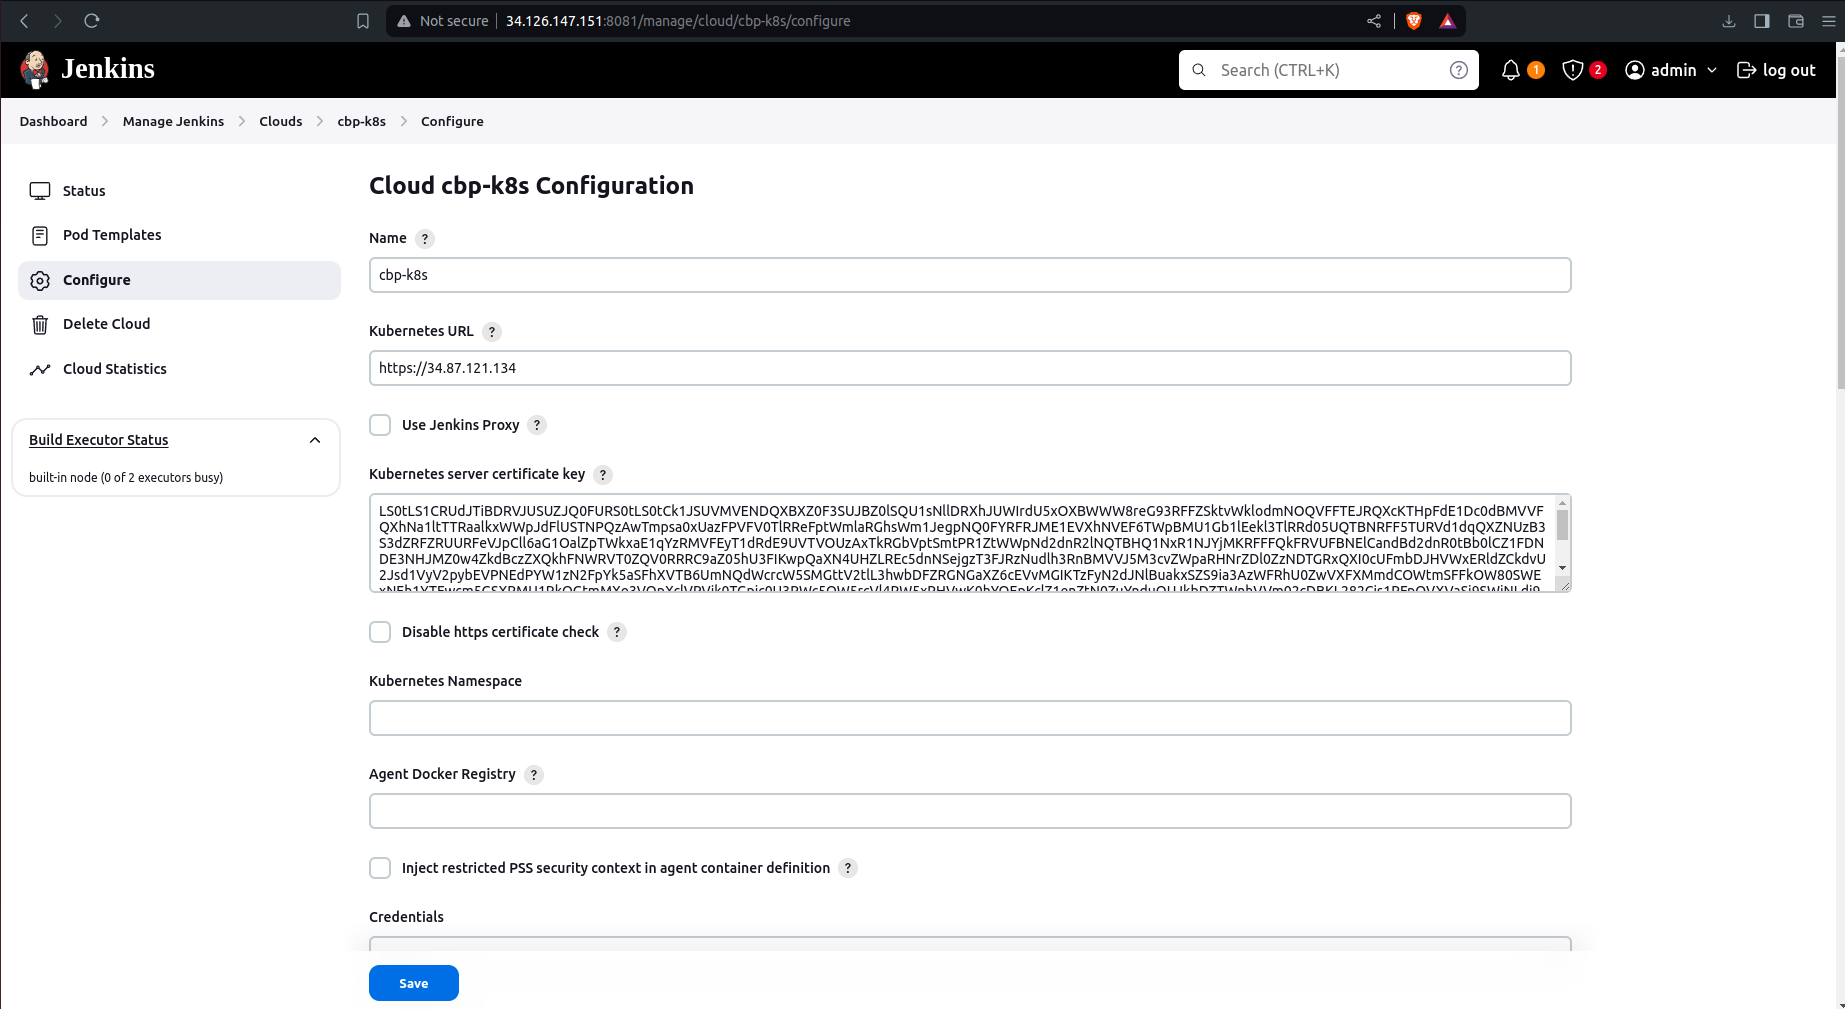 Not secure 34.126.147.151:8081/manage/cloud/cbp-k8s/configure
Jenkins
Search (CTRL+K) ?
1
2
admin
log out
Dashboard > Manage Jenkins > Clouds > cbp-k8s > Configure
Status
Pod Templates
Configure
Delete Cloud
Cloud Statistics
Build Executor Status
built-in node (0 of 2 executors busy)
Cloud cbp-k8s Configuration
Name ?
cbp-k8s
Kubernetes URL ?
https://34.87.121.134
Use Jenkins Proxy ?
Kubernetes server certificate key ?
Disable https certificate check ?
Kubernetes Namespace
Agent Docker Registry ?
Inject restricted PSS security context in agent container definition ?
Credentials
Save